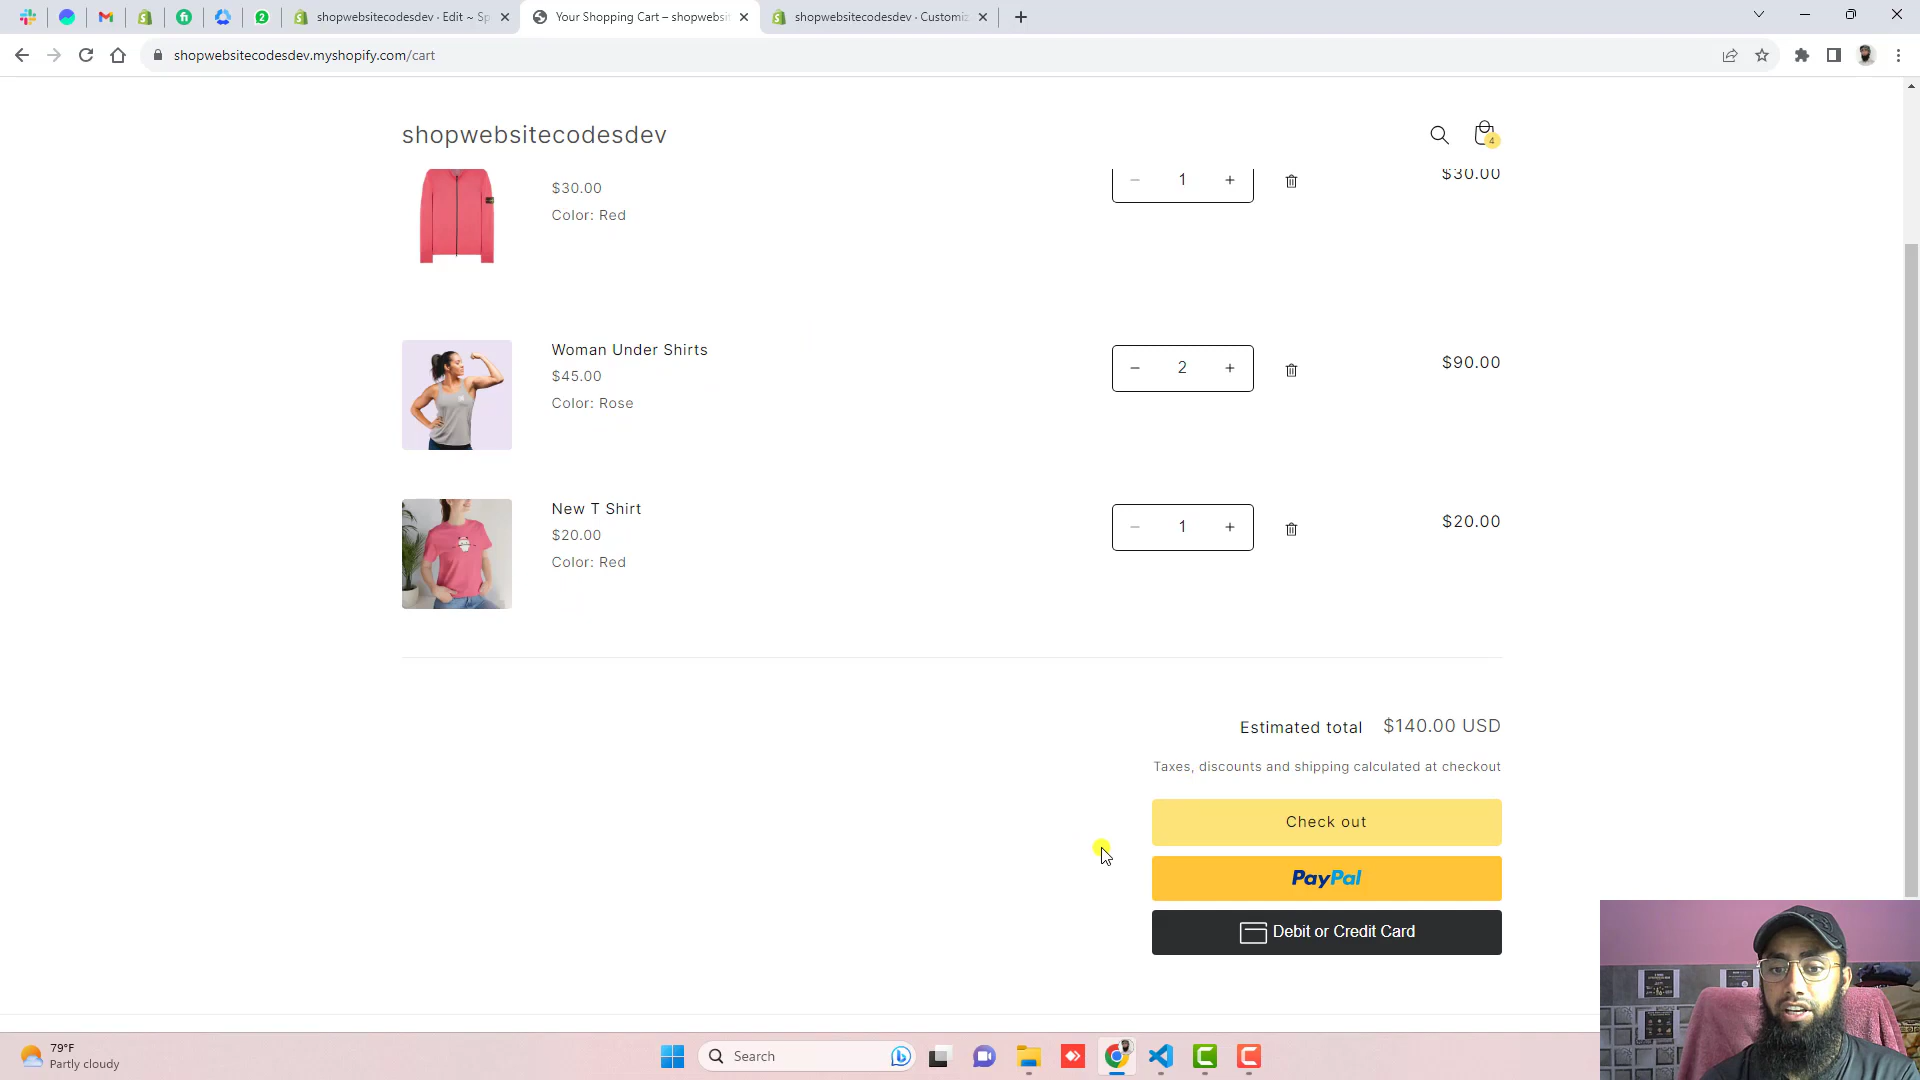 shopwebsitecodesdev · Edit ~ Sp
Your Shopping Cart – shopwebsit
shopwebsitecodesdev · Customiz
shopwebsitecodesdev.myshopify.com/cart
shopwebsitecodesdev
4
$30.00
Color: Red
− 1 +
$30.00
Woman Under Shirts
$45.00
Color: Rose
− 2 +
$90.00
New T Shirt
$20.00
Color: Red
− 1 +
$20.00
Estimated total $140.00 USD
Taxes, discounts and shipping calculated at checkout
Check out
PayPal
Debit or Credit Card
79°F
Partly cloudy
Search